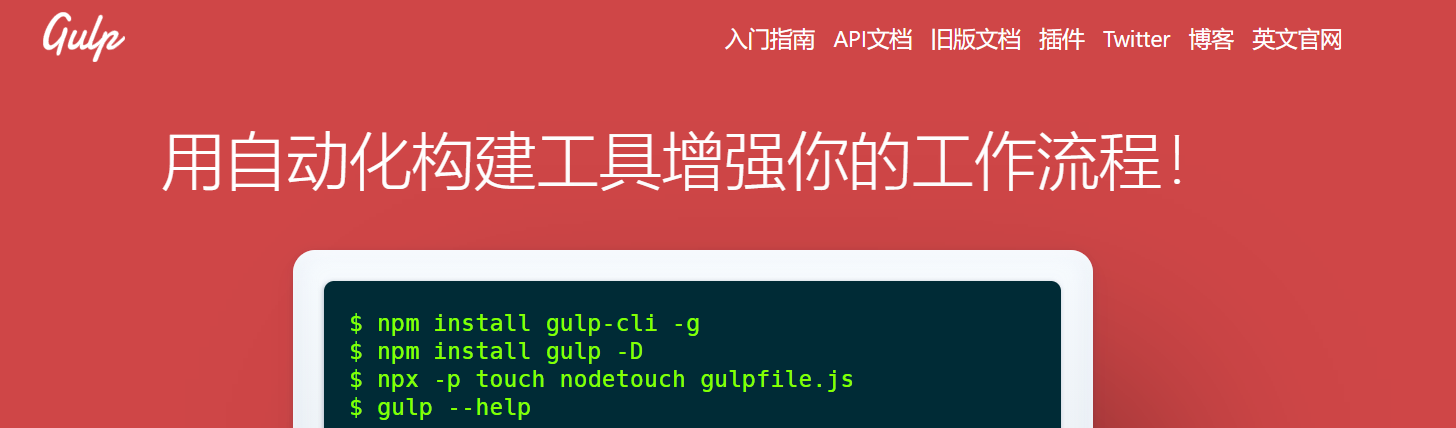 Gulp
入门指南 API文档 旧版文档 插件 Twitter 博客 英文官网
用自动化构建工具增强你的工作流程！
$ npm install gulp-cli -g
$ npm install gulp -D
$ npx -p touch nodetouch gulpfile.js
$ gulp --help